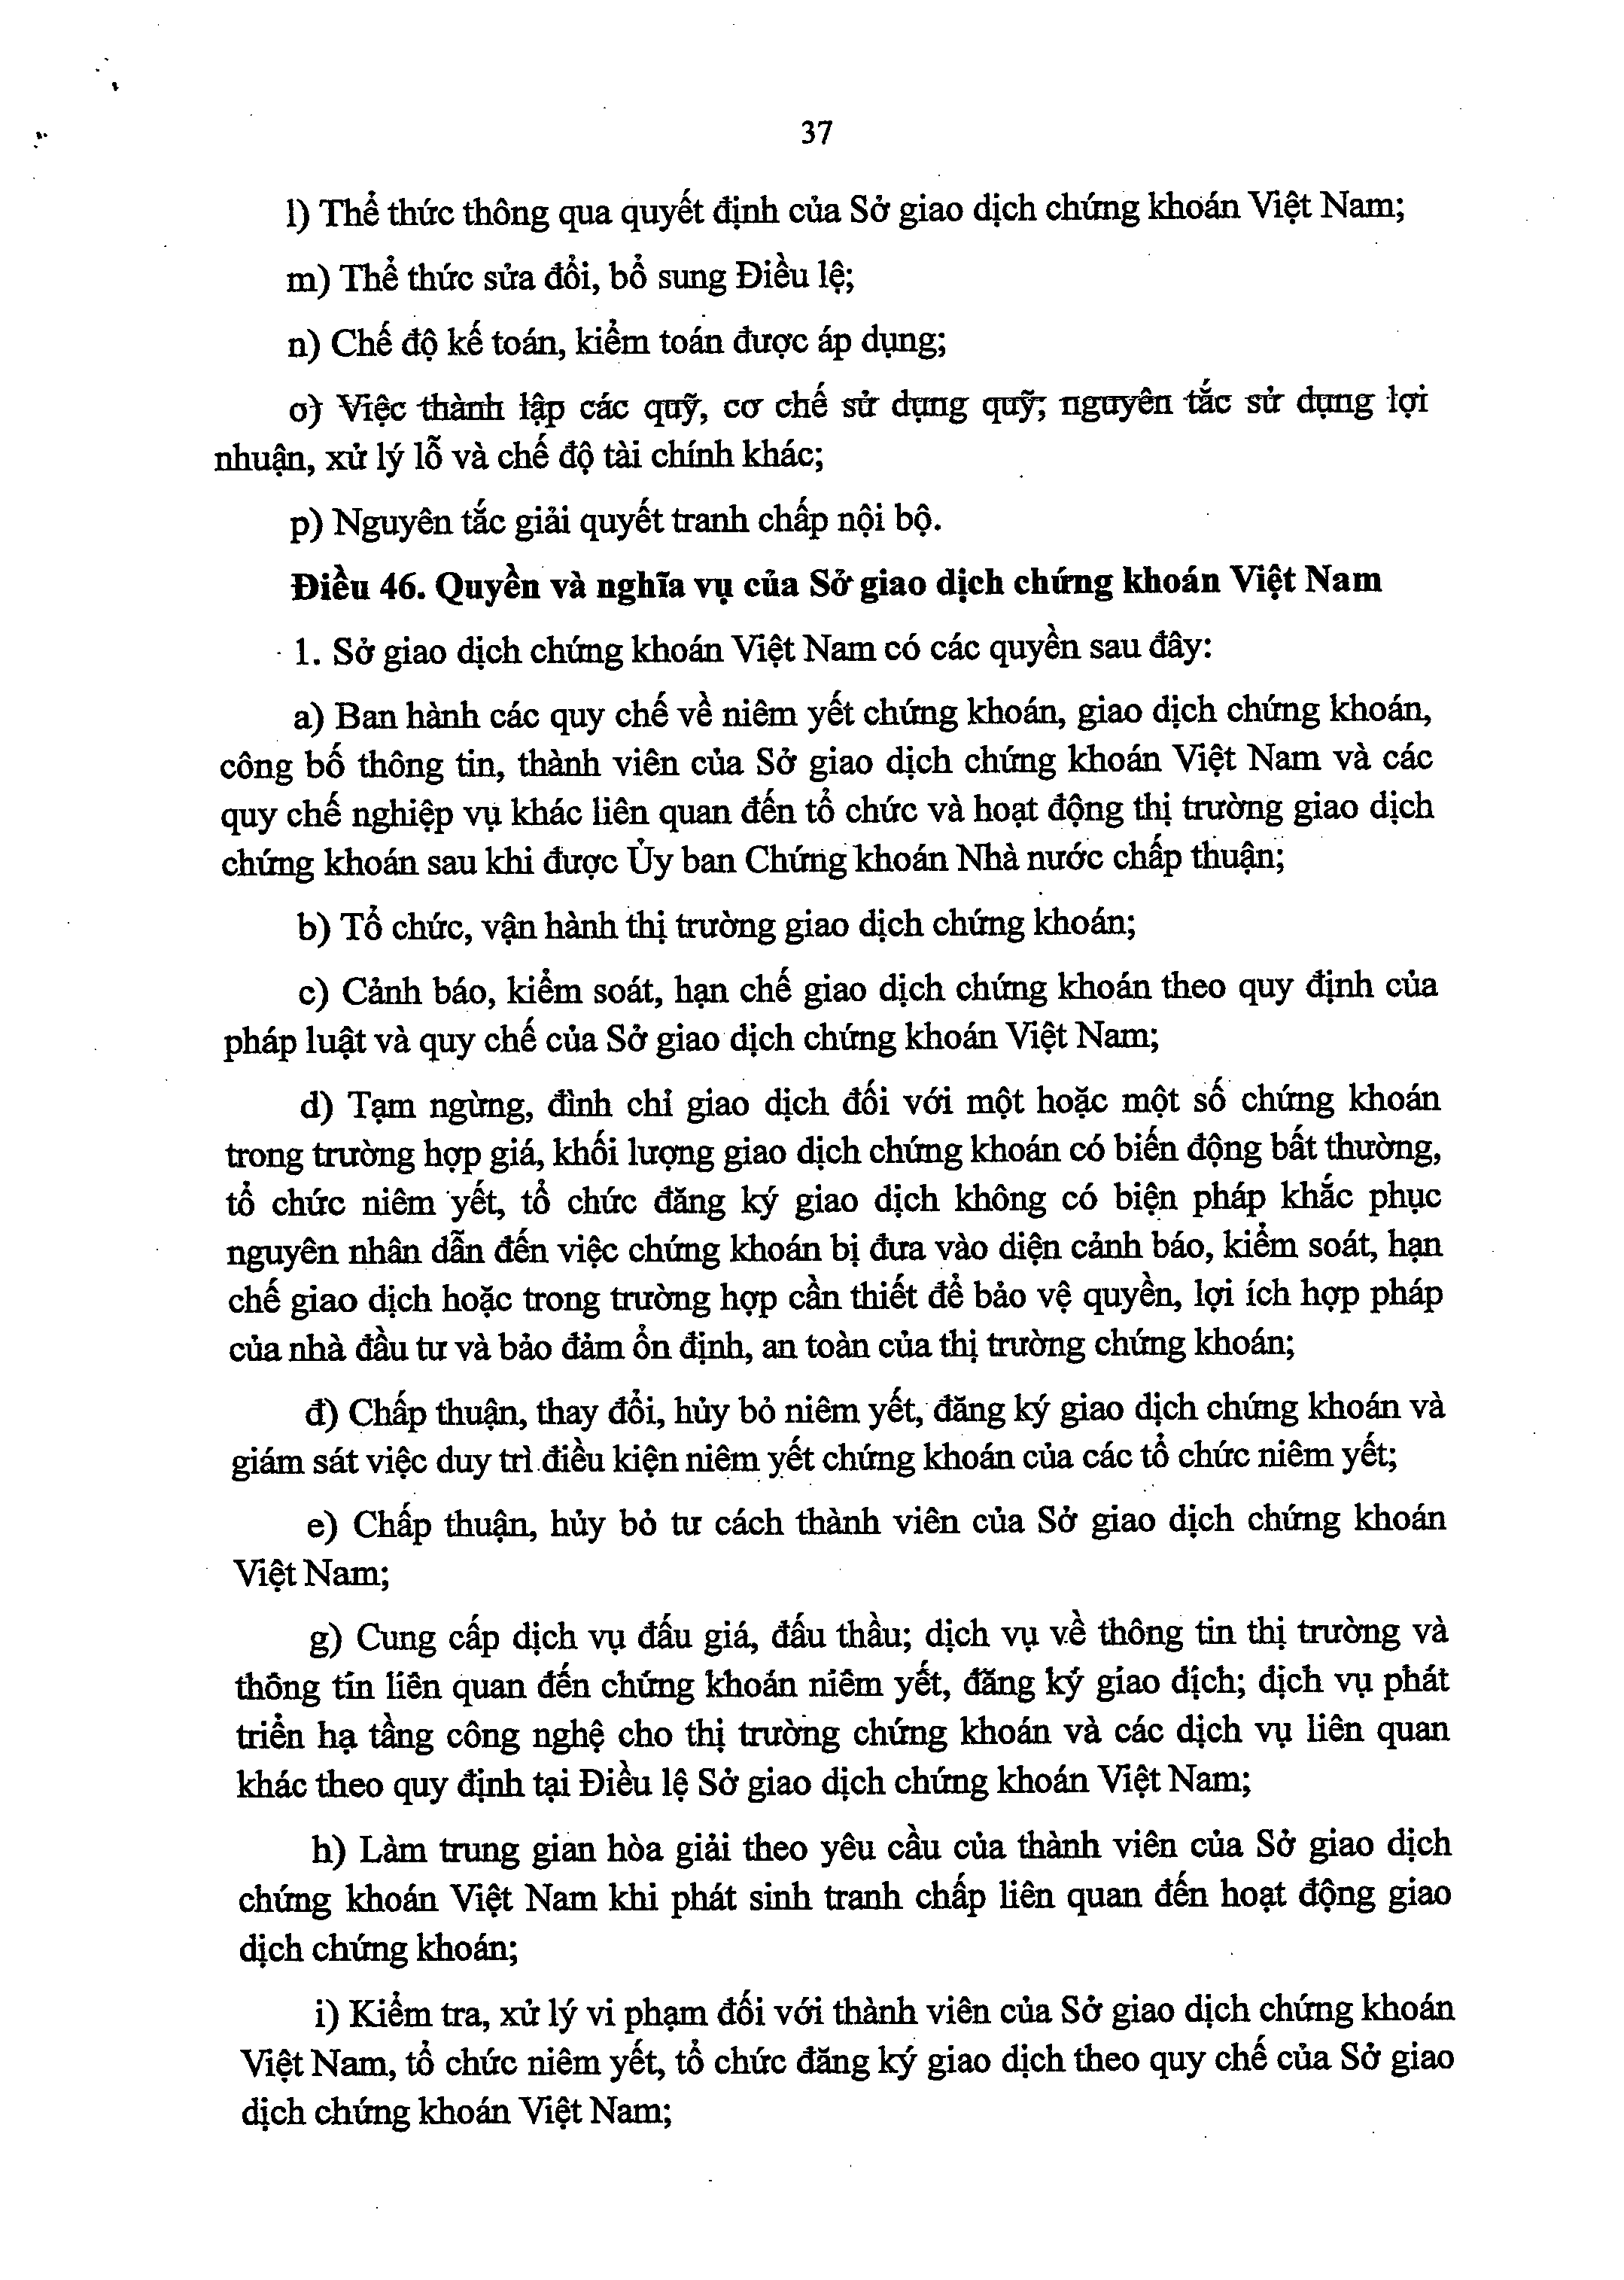 37
l) Thể thức thông qua quyết định của Sở giao dịch chứng khoán Việt Nam;
m) Thể thức sửa đổi, bổ sung Điều lệ;
n) Chế độ kế toán, kiểm toán được áp dụng;
o) Việc thành lập các quỹ, cơ chế sử dụng quỹ; nguyên tắc sử dụng lợi
nhuận, xử lý lỗ và chế độ tài chính khác;
p) Nguyên tắc giải quyết tranh chấp nội bộ.
Điều 46. Quyền và nghĩa vụ của Sở giao dịch chứng khoán Việt Nam
1. Sở giao dịch chứng khoán Việt Nam có các quyền sau đây:
a) Ban hành các quy chế về niêm yết chứng khoán, giao dịch chứng khoán,
công bố thông tin, thành viên của Sở giao dịch chứng khoán Việt Nam và các
quy chế nghiệp vụ khác liên quan đến tổ chức và hoạt động thị trường giao dịch
chứng khoán sau khi được Ủy ban Chứng khoán Nhà nước chấp thuận;
b) Tổ chức, vận hành thị trường giao dịch chứng khoán;
c) Cảnh báo, kiểm soát, hạn chế giao dịch chứng khoán theo quy định của
pháp luật và quy chế của Sở giao dịch chứng khoán Việt Nam;
d) Tạm ngừng, đình chỉ giao dịch đối với một hoặc một số chứng khoán
trong trường hợp giá, khối lượng giao dịch chứng khoán có biến động bất thường,
tổ chức niêm yết, tổ chức đăng ký giao dịch không có biện pháp khắc phục
nguyên nhân dẫn đến việc chứng khoán bị đưa vào diện cảnh báo, kiểm soát, hạn
chế giao dịch hoặc trong trường hợp cần thiết để bảo vệ quyền, lợi ích hợp pháp
của nhà đầu tư và bảo đảm ổn định, an toàn của thị trường chứng khoán;
đ) Chấp thuận, thay đổi, hủy bỏ niêm yết, đăng ký giao dịch chứng khoán và
giám sát việc duy trì điều kiện niêm yết chứng khoán của các tổ chức niêm yết;
e) Chấp thuận, hủy bỏ tư cách thành viên của Sở giao dịch chứng khoán
Việt Nam;
g) Cung cấp dịch vụ đấu giá, đấu thầu; dịch vụ về thông tin thị trường và
thông tin liên quan đến chứng khoán niêm yết, đăng ký giao dịch; dịch vụ phát
triển hạ tầng công nghệ cho thị trường chứng khoán và các dịch vụ liên quan
khác theo quy định tại Điều lệ Sở giao dịch chứng khoán Việt Nam;
h) Làm trung gian hòa giải theo yêu cầu của thành viên của Sở giao dịch
chứng khoán Việt Nam khi phát sinh tranh chấp liên quan đến hoạt động giao
dịch chứng khoán;
i) Kiểm tra, xử lý vi phạm đối với thành viên của Sở giao dịch chứng khoán
Việt Nam, tổ chức niêm yết, tổ chức đăng ký giao dịch theo quy chế của Sở giao
dịch chứng khoán Việt Nam;